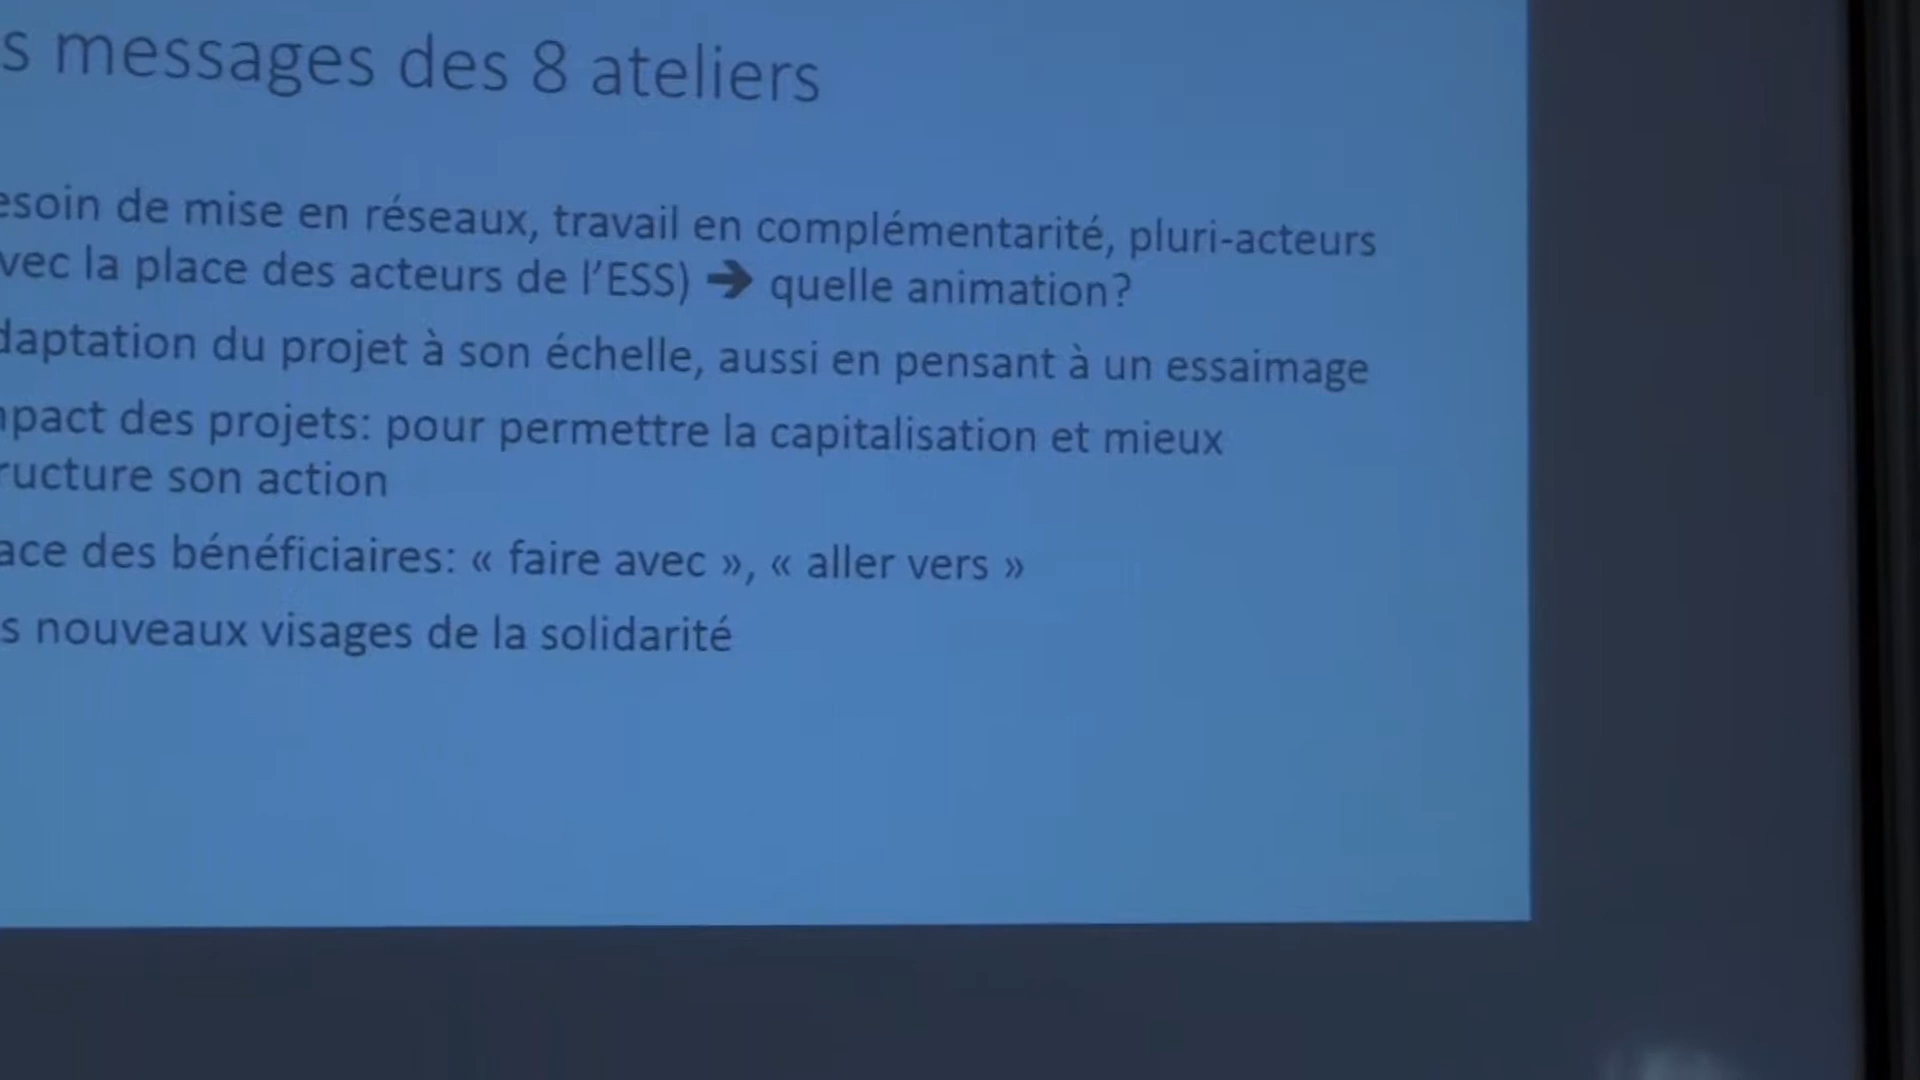 s messages des 8 ateliers
esoin de mise en réseaux, travail en complémentarité, pluri-acteurs
vec la place des acteurs de l'ESS) ➔ quelle animation?
daptation du projet à son échelle, aussi en pensant à un essaimage
pact des projets: pour permettre la capitalisation et mieux
ructure son action
ace des bénéficiaires: « faire avec », « aller vers »
s nouveaux visages de la solidarité